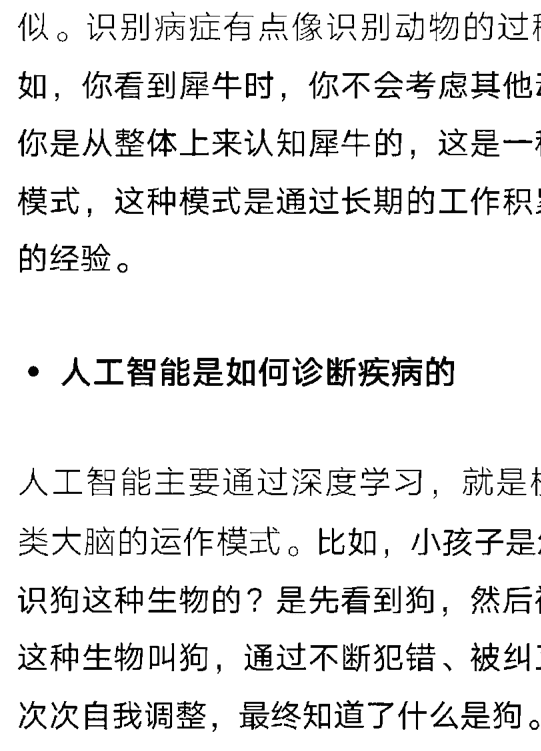 似。识别病症有点像识别动物的过
如，你看到犀牛时，你不会考虑其他
你是从整体上来认知犀牛的，这是一
模式，这种模式是通过长期的工作积
的经验。
• 人工智能是如何诊断疾病的
人工智能主要通过深度学习，就是
类大脑的运作模式。比如，小孩子是
识狗这种生物的？是先看到狗，然后
这种生物叫狗，通过不断犯错、被纠
次次自我调整，最终知道了什么是狗。